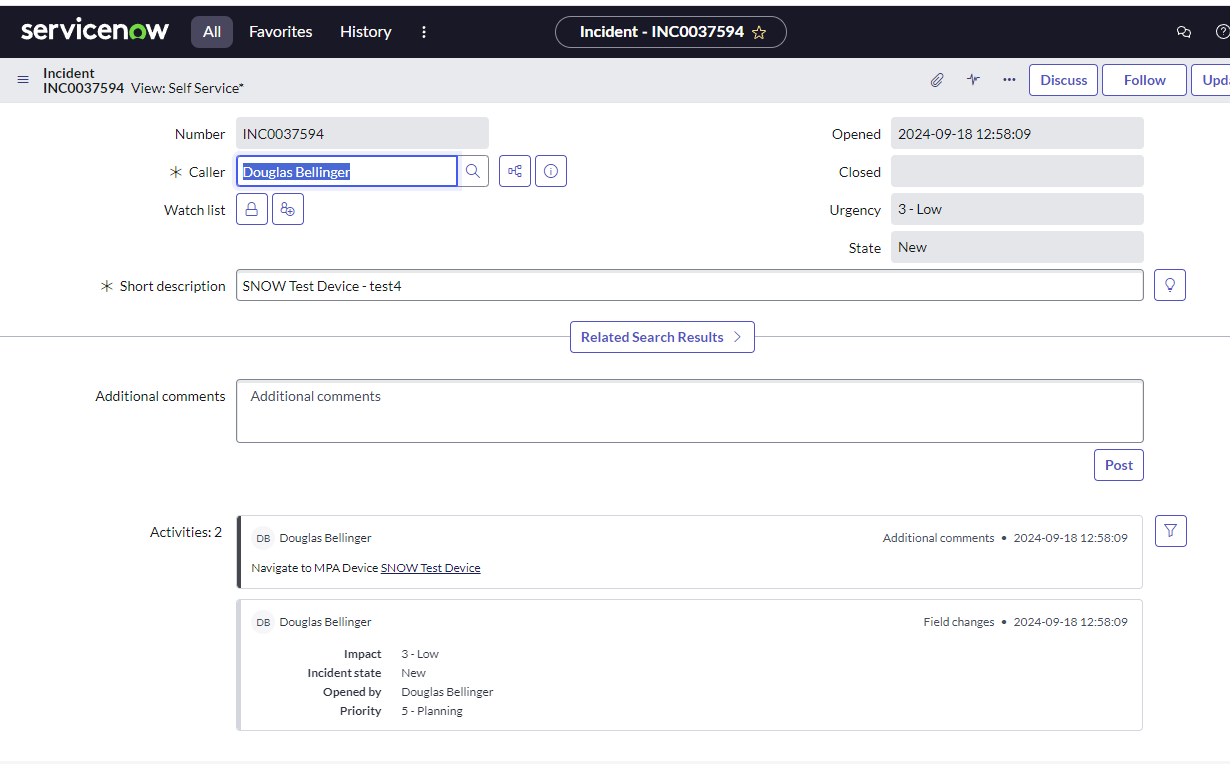 servicenow All Favorites History Incident - INC0037594
Incident
INC0037594 View: Self Service*
Discuss Follow Upda
Number INC0037594 Opened 2024-09-18 12:58:09
Caller Douglas Bellinger Closed
Watch list Urgency 3 - Low
State New
Short description SNOW Test Device - test4
Related Search Results
Additional comments Additional comments
Post
Activities: 2
DB Douglas Bellinger Additional comments • 2024-09-18 12:58:09
Navigate to MPA Device SNOW Test Device
DB Douglas Bellinger Field changes • 2024-09-18 12:58:09
Impact 3 - Low
Incident state New
Opened by Douglas Bellinger
Priority 5 - Planning